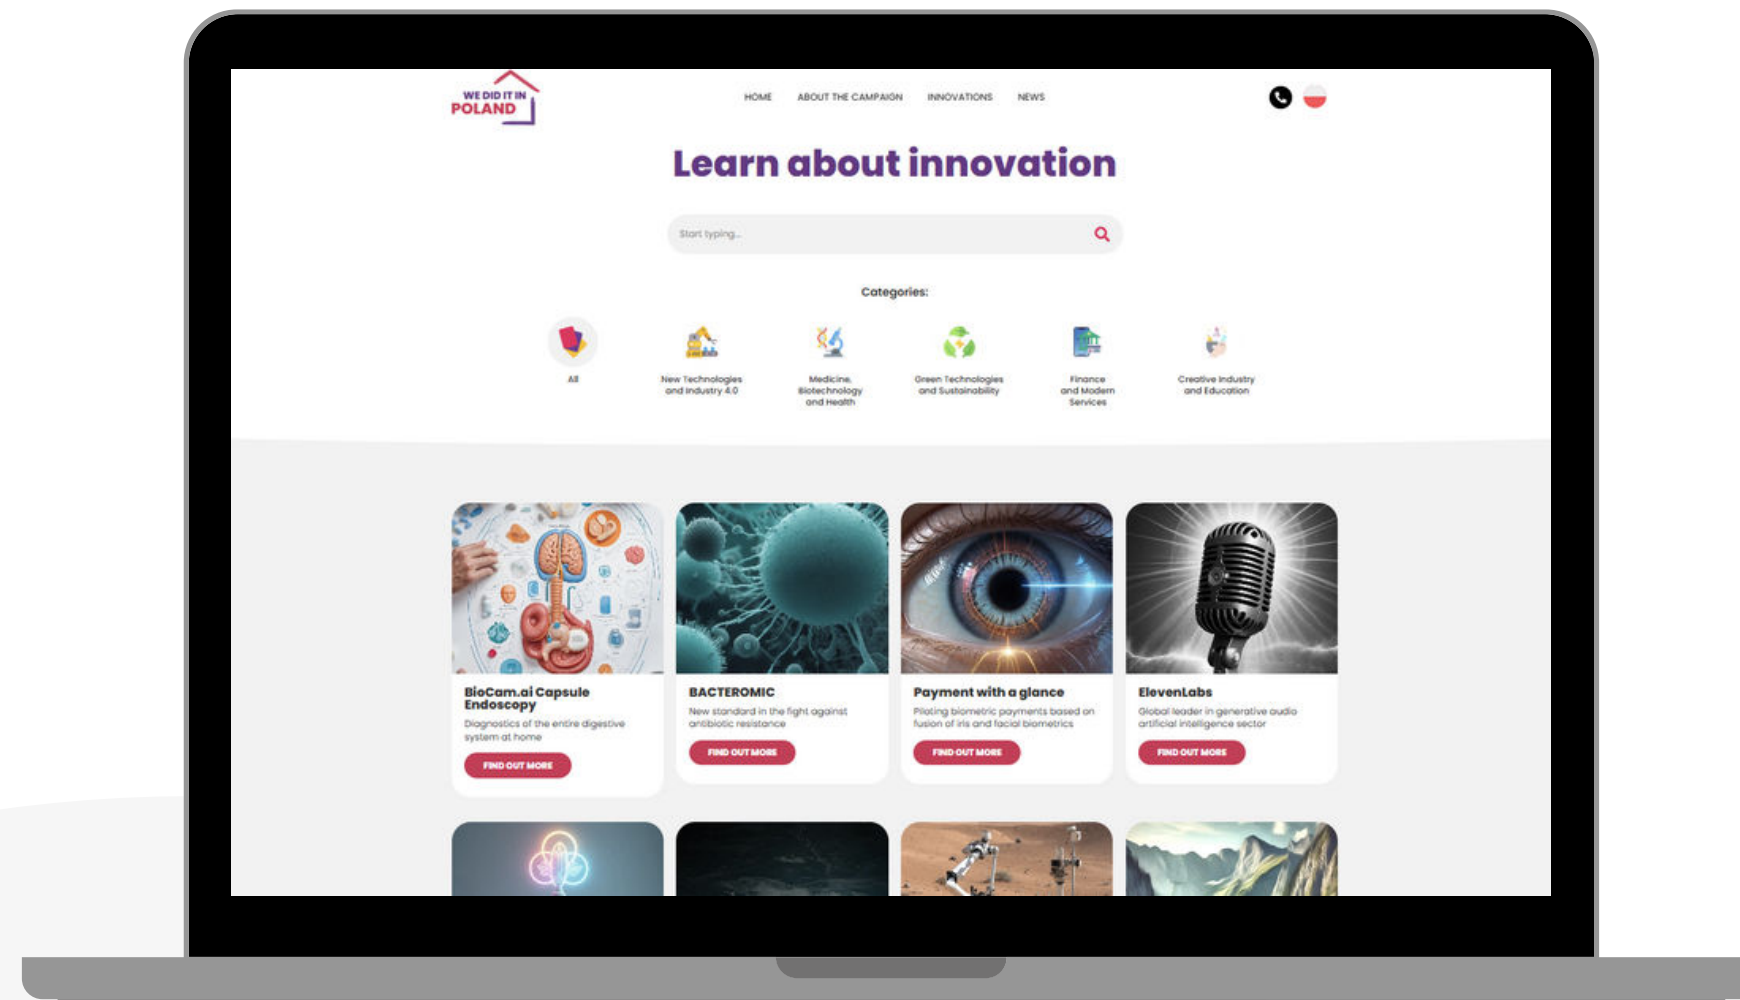 WE DID IT IN
POLAND
HOME ABOUT THE CAMPAIGN INNOVATIONS NEWS
Learn about innovation
Start typing...
Categories:
All
New Technologies
and Industry 4.0
Medicine,
Biotechnology
and Health
Green Technologies
and Sustainability
Finance
and Modern
Services
Creative Industry
and Education
BioCam.ai Capsule
Endoscopy
Diagnostics of the entire digestive
system at home
FIND OUT MORE
BACTEROMIC
New standard in the fight against
antibiotic resistance
FIND OUT MORE
Payment with a glance
Piloting biometric payments based on
fusion of iris and facial biometrics
FIND OUT MORE
ElevenLabs
Global leader in generative audio
artificial intelligence sector
FIND OUT MORE